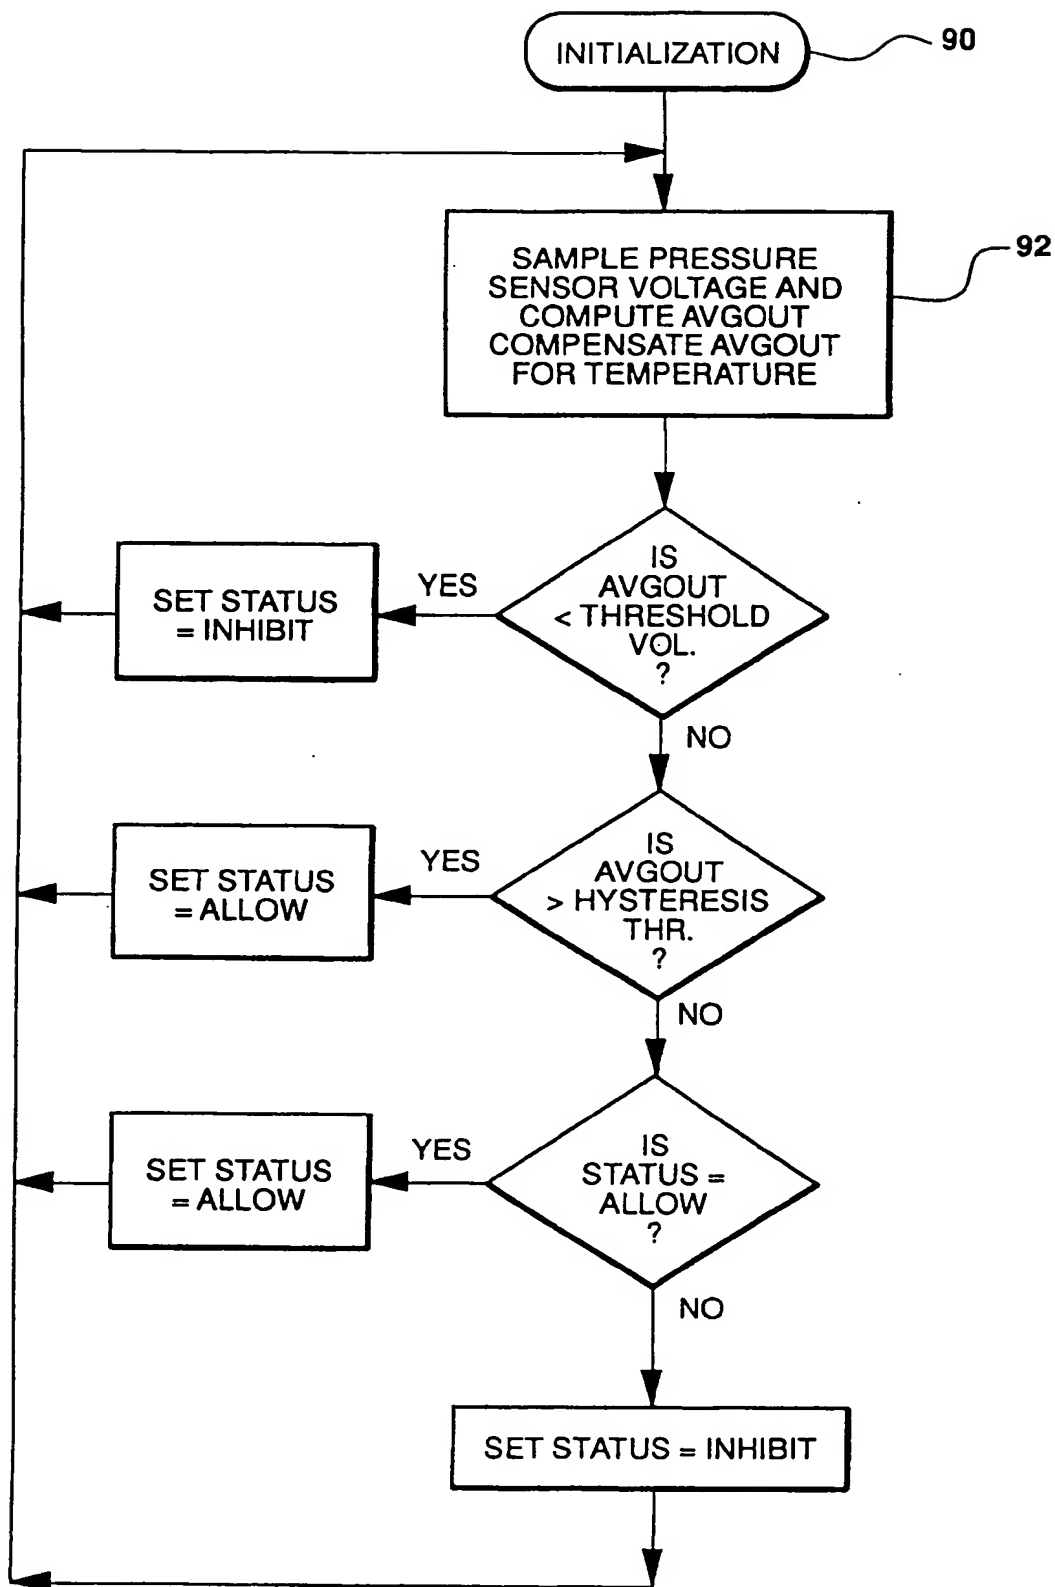 INITIALIZATION
90
SAMPLE PRESSURE
SENSOR VOLTAGE AND
COMPUTE AVGOUT
COMPENSATE AVGOUT
FOR TEMPERATURE
92
IS
AVGOUT
< THRESHOLD
VOL.
?
YES
SET STATUS
= INHIBIT
NO
IS
AVGOUT
> HYSTERESIS
THR.
?
YES
SET STATUS
= ALLOW
NO
IS
STATUS =
ALLOW
?
YES
SET STATUS
= ALLOW
NO
SET STATUS = INHIBIT